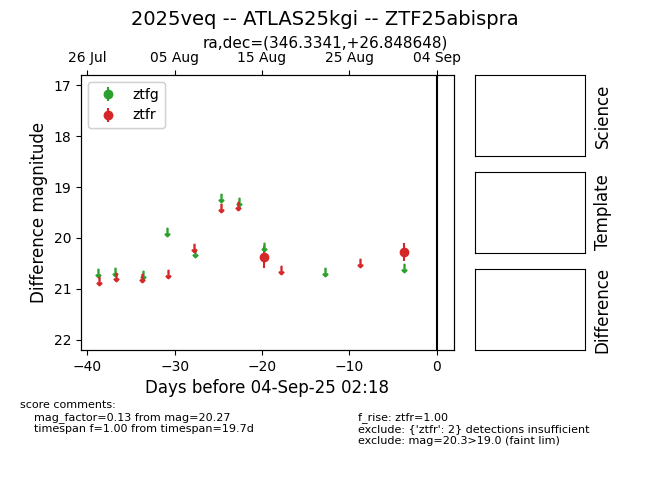 2025veq -- ATLAS25kgi -- ZTF25abispra
ra,dec=(346.3341,+26.848648)
26 Jul 05 Aug 15 Aug 25 Aug 04 Sep
ztfg
ztfr
17
18
19
20
21
22
Difference magnitude
−40 −30 −20 −10 0
Days before 04-Sep-25 02:18
Science
Template
Difference
score comments:
mag_factor=0.13 from mag=20.27
timespan f=1.00 from timespan=19.7d
f_rise: ztfr=1.00
exclude: {'ztfr': 2} detections insufficient
exclude: mag=20.3>19.0 (faint lim)